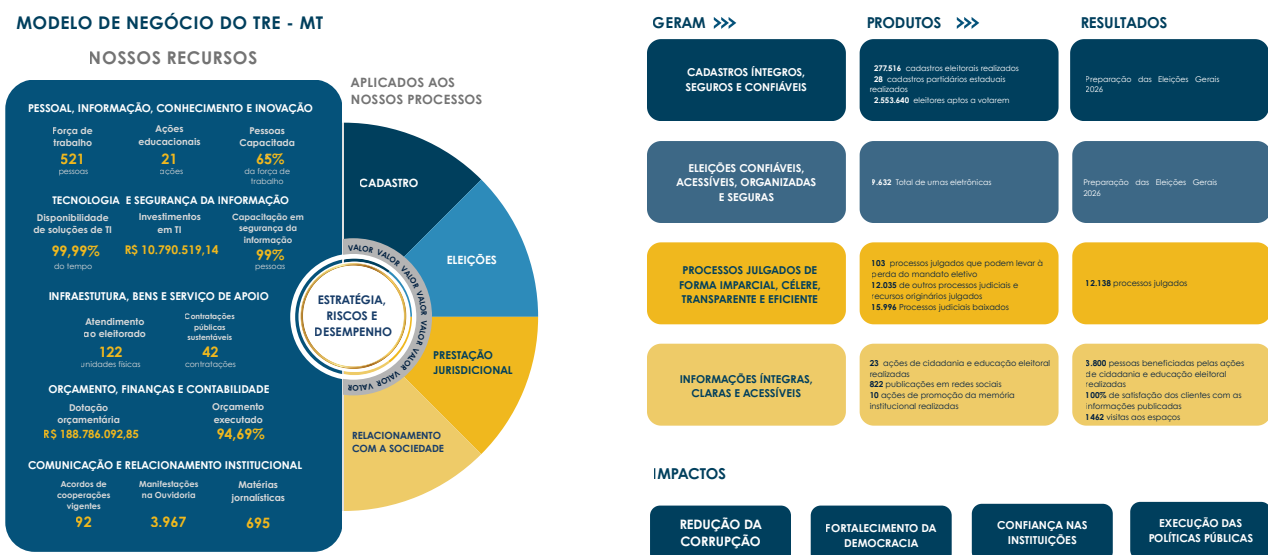 MODELO DE NEGÓCIO DO TRE - MT
NOSSOS RECURSOS
PESSOAL, INFORMAÇÃO, CONHECIMENTO E INOVAÇÃO
Força de
trabalho
521
pessoas
Ações
educacionais
21
ações
Pessoas
Capacitada
65%
da força de
trabalho
TECNOLOGIA E SEGURANÇA DA INFORMAÇÃO
Disponibilidade
de soluções de TI
99,99%
do tempo
Investimentos
em TI
R$ 10.790.519,14
Capacitação em
segurança da
Informação
99%
pessoas
INFRAESTUTURA, BENS E SERVIÇO DE APOIO
Atendimento
ao eleitorado
122
unidades físicas
Contratações
públicas
sustentáveis
42
contratações
ORÇAMENTO, FINANÇAS E CONTABILIDADE
Dotação
orçamentária
R$ 188.786.092,85
Orçamento
executado
94,69%
COMUNICAÇÃO E RELACIONAMENTO INSTITUCIONAL
Acordos de
cooperações
vigentes
92
Manifestações
na Ouvidoria
3.967
Matérias
jornalísticas
695
APLICADOS AOS
NOSSOS PROCESSOS
CADASTRO
ELEIÇÕES
PRESTAÇÃO
JURISDICIONAL
RELACIONAMENTO
COM A SOCIEDADE
VALOR VALOR VALOR VALOR VALOR VALOR VALOR VALOR
ESTRATÉGIA,
RISCOS E
DESEMPENHO
GERAM >>>
PRODUTOS >>>
RESULTADOS
CADASTROS ÍNTEGROS,
SEGUROS E CONFIÁVEIS
277.516 cadastros eleitorais realizados
28 cadastros partidários estaduais
realizados
2.553.640 eleitores aptos a votarem
Preparação das Eleições Gerais
2026
ELEIÇÕES CONFIÁVEIS,
ACESSÍVEIS, ORGANIZADAS
E SEGURAS
9.632 Total de urnas eletrônicas
Preparação das Eleições Gerais
2026
PROCESSOS JULGADOS DE
FORMA IMPARCIAL, CÉLERE,
TRANSPARENTE E EFICIENTE
103 processos julgados que podem levar à
perda do mandato eletivo
12.035 de outros processos judiciais e
recursos originários julgados
15.996 Processos judiciais baixados
12.138 processos julgados
INFORMAÇÕES ÍNTEGRAS,
CLARAS E ACESSÍVEIS
23 ações de cidadania e educação eleitoral
realizadas
822 publicações em redes sociais
10 ações de promoção da memória
institucional realizadas
3.800 pessoas beneficiadas pelas ações
de cidadania e educação eleitoral
realizadas
100% de satisfação dos clientes com as
informações publicadas
1462 visitas aos espaços
IMPACTOS
REDUÇÃO DA
CORRUPÇÃO
FORTALECIMENTO DA
DEMOCRACIA
CONFIANÇA NAS
INSTITUIÇÕES
EXECUÇÃO DAS
POLÍTICAS PÚBLICAS